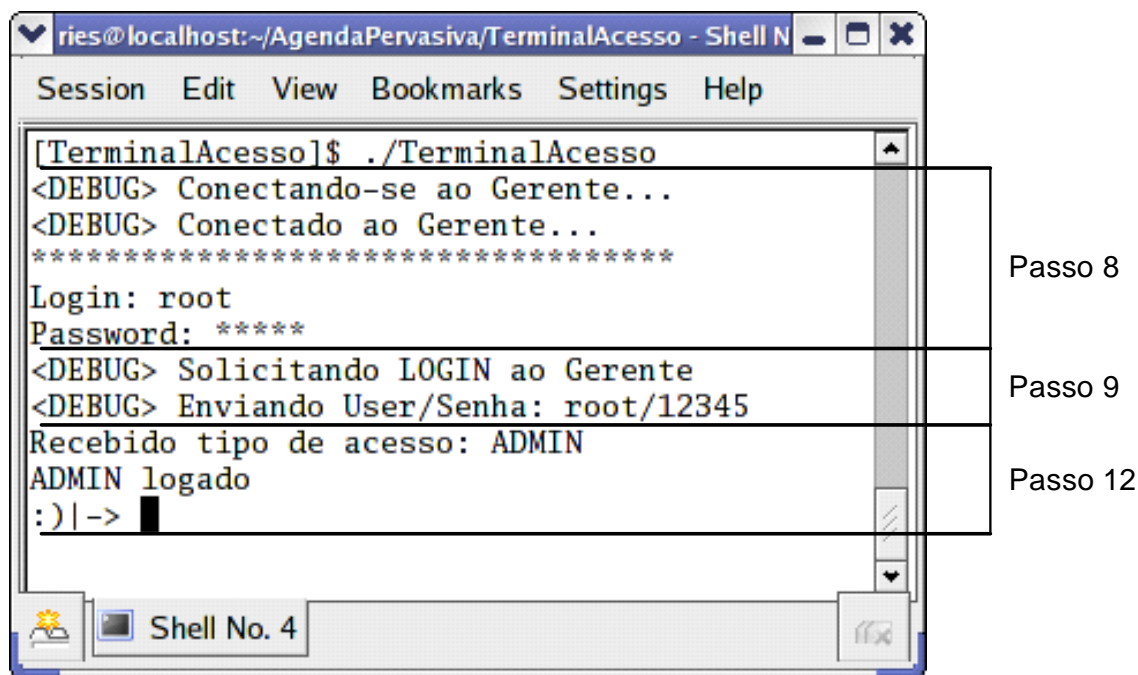 ries@localhost:~/AgendaPervasiva/TerminalAcesso - Shell N
Session Edit View Bookmarks Settings Help
[TerminalAcesso]$ ./TerminalAcesso
<DEBUG> Conectando-se ao Gerente...
<DEBUG> Conectado ao Gerente...
***********************************
Login: root
Password: *****
Passo 8
<DEBUG> Solicitando LOGIN ao Gerente
<DEBUG> Enviando User/Senha: root/12345
Passo 9
Recebido tipo de acesso: ADMIN
ADMIN logado
:)|->
Passo 12
Shell No. 4